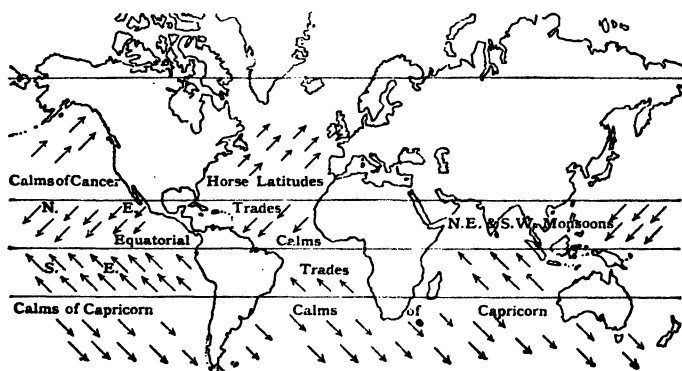 Calms of Cancer Horse Latitudes
N. E. Trades N.E. & S.W. Monsoons
Equatorial Calms
S. E. Trades
Calms of Capricorn Calms of Capricorn